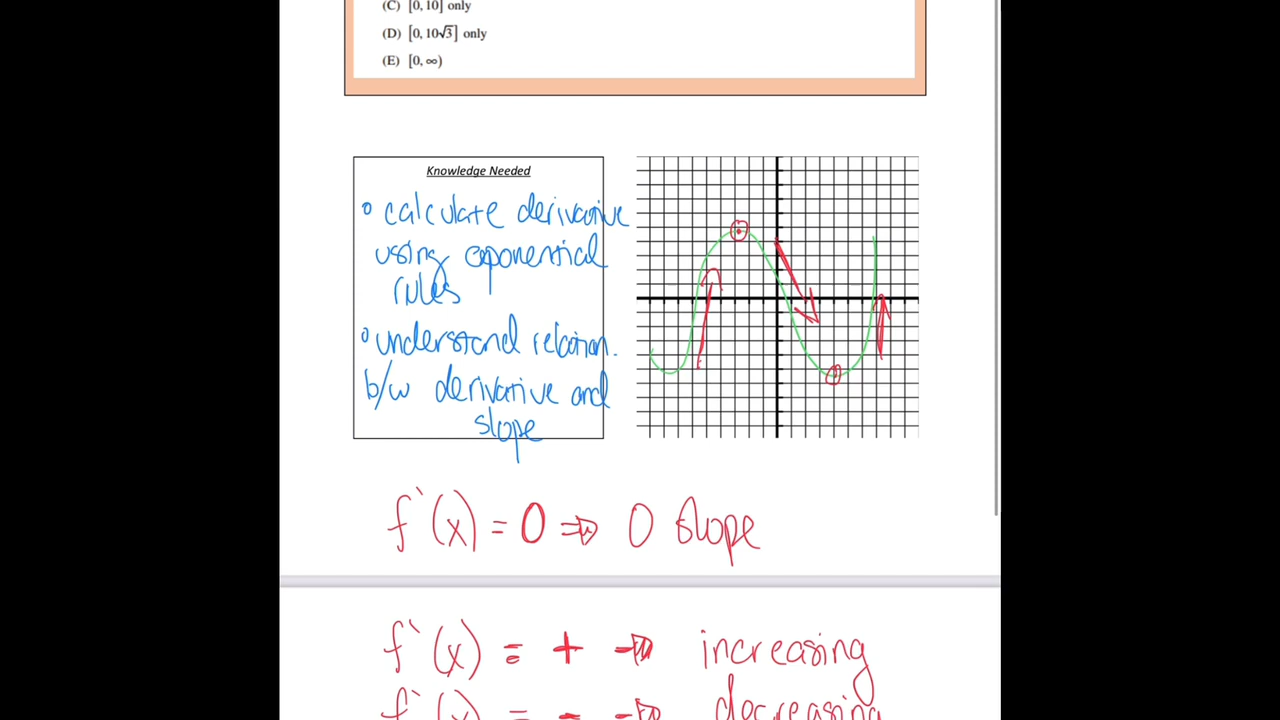 (C) [0, 10] only
(D) [0, 10√3] only
(E) [0, ∞)
Knowledge Needed
° calculate derivative
using exponential
rules
° understand relation.
b/w derivative and
slope
f`(x) = 0 ⇒ 0 slope
f`(x) = + → increasing
f`(x) = - → decreasing